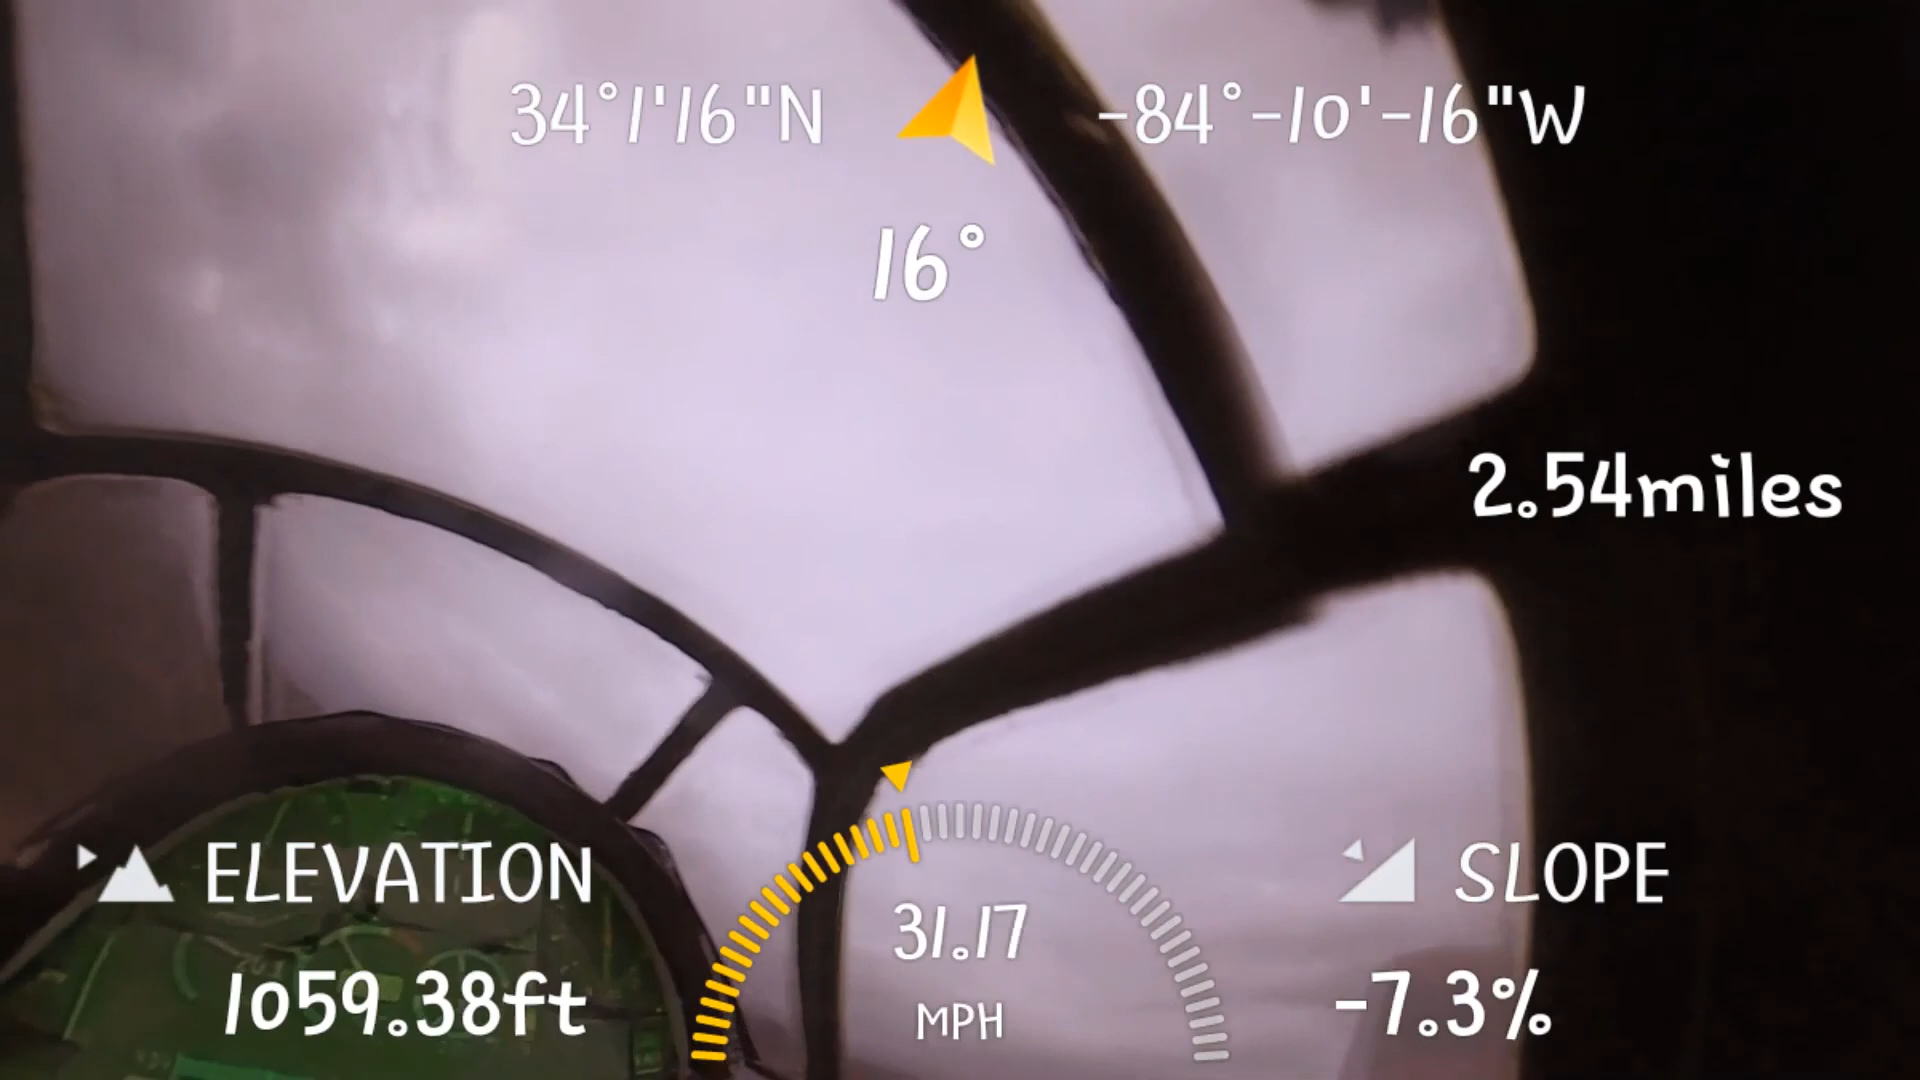 34°1'16"N -84°-10'-16"W
16°
2.54miles
ELEVATION
1059.38ft
31.17
MPH
SLOPE
-7.3%